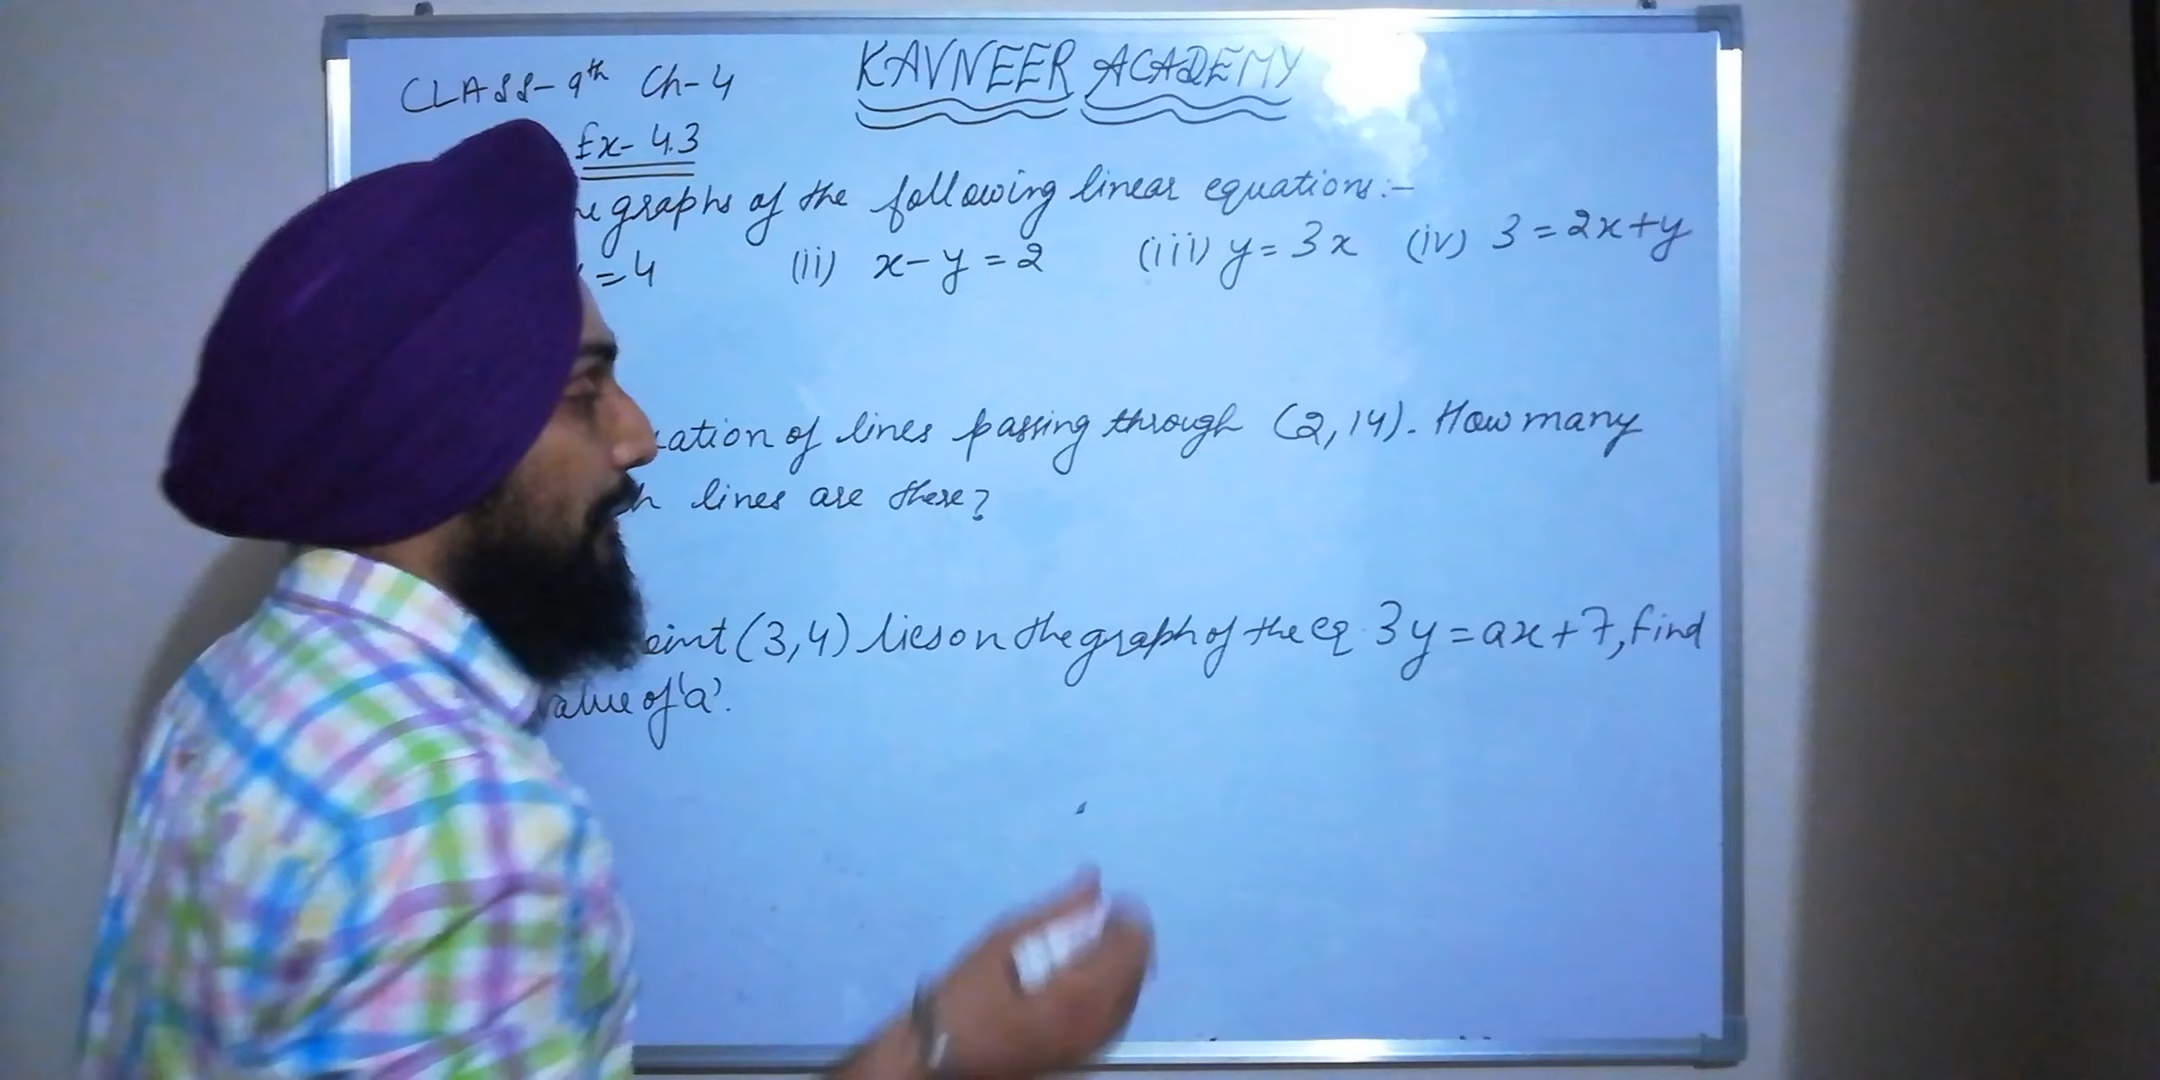 CLASS-9th Ch-4
KAVNEER ACADEMY
Ex- 4.3
graphs of the following linear equations:-
=4 (ii) x-y=2 (iii) y=3x (iv) 3=2x+y
of lines passing through (2,14). How many
lines are there?
(3,4) lies on the graph of the eq 3y=ax+7, find
value of 'a'.